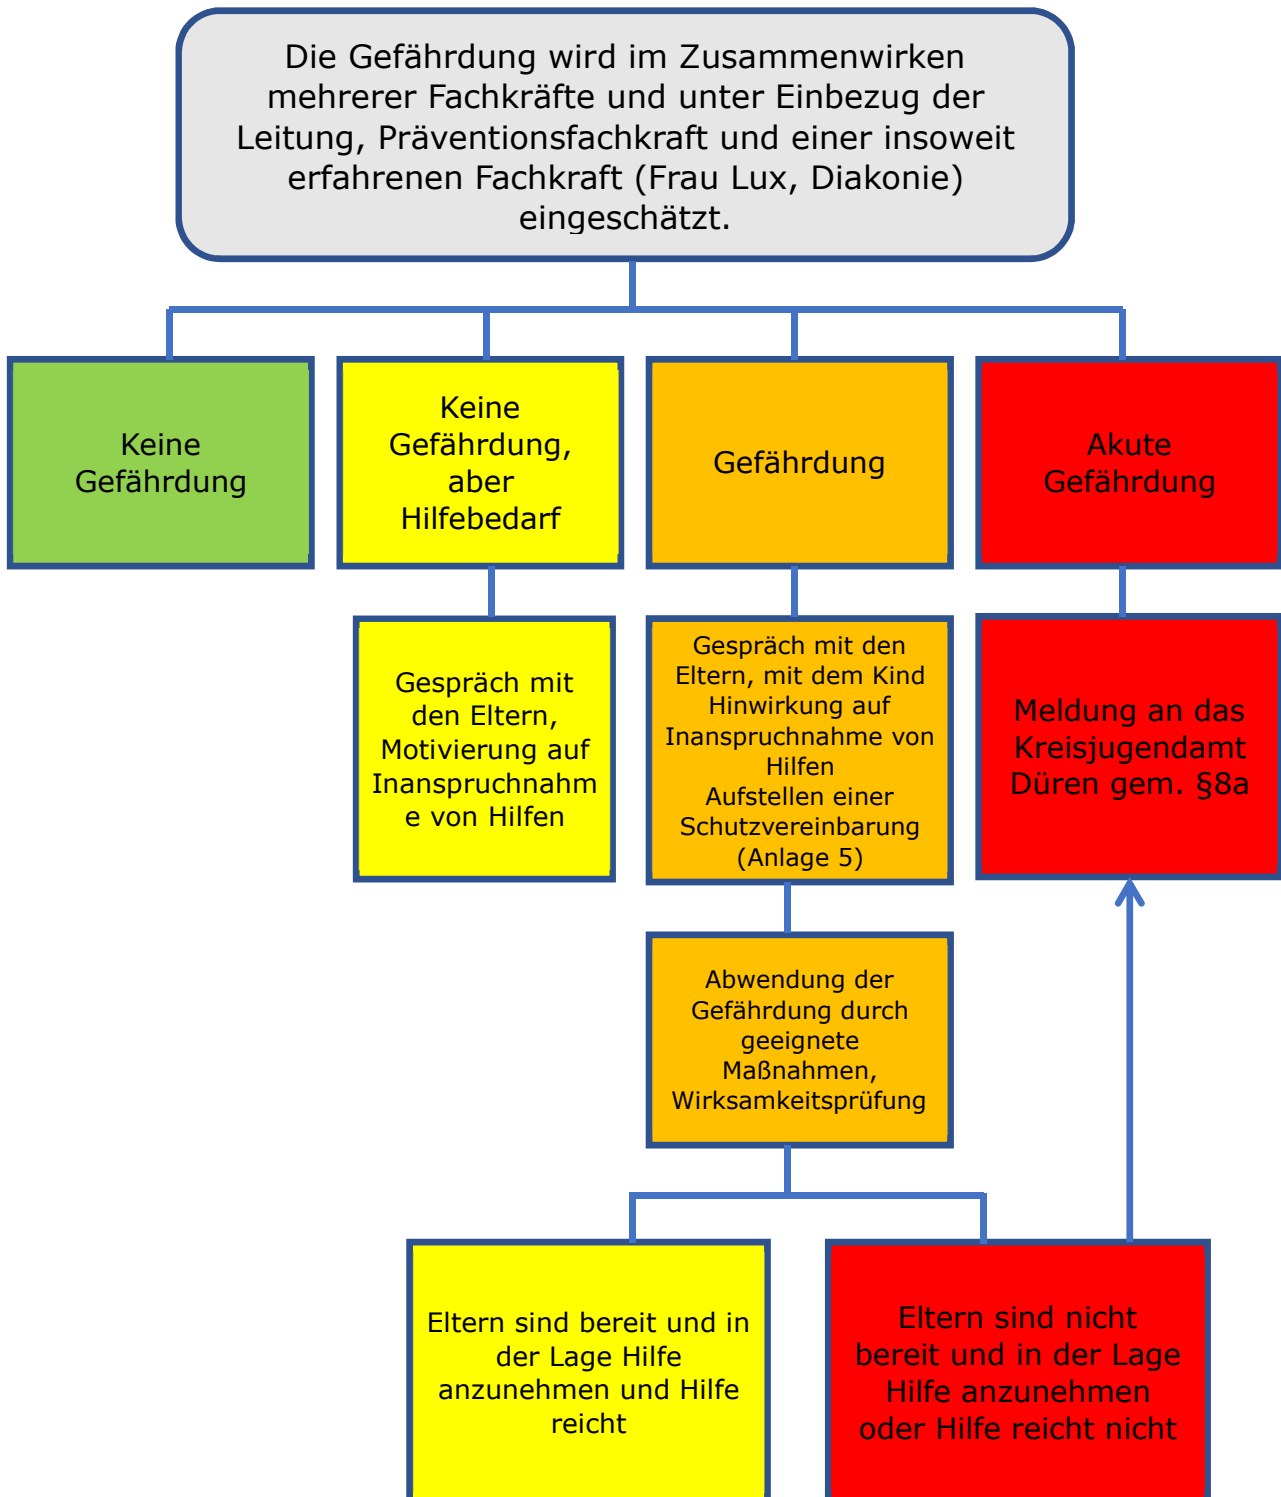 Die Gefährdung wird im Zusammenwirken
mehrerer Fachkräfte und unter Einbezug der
Leitung, Präventionsfachkraft und einer insoweit
erfahrenen Fachkraft (Frau Lux, Diakonie)
eingeschätzt.
Keine
Gefährdung
Keine
Gefährdung,
aber
Hilfebedarf
Gefährdung
Akute
Gefährdung
Gespräch mit
den Eltern,
Motivierung auf
Inanspruchnahm
e von Hilfen
Gespräch mit den
Eltern, mit dem Kind
Hinwirkung auf
Inanspruchnahme von
Hilfen
Aufstellen einer
Schutzvereinbarung
(Anlage 5)
Meldung an das
Kreisjugendamt
Düren gem. §8a
Abwendung der
Gefährdung durch
geeignete
Maßnahmen,
Wirksamkeitsprüfung
Eltern sind bereit und in
der Lage Hilfe
anzunehmen und Hilfe
reicht
Eltern sind nicht
bereit und in der Lage
Hilfe anzunehmen
oder Hilfe reicht nicht